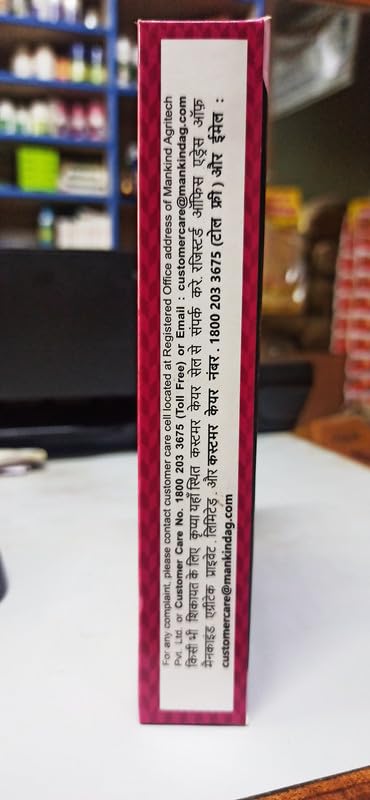 For any complaint, please contact customer care cell located at Registered Office address of Mankind Agritech
Pvt. Ltd. or Customer Care No. 1800 203 3675 (Toll Free) or Email : customercare@mankindag.com
किसी भी शिकायत के लिए कृप्या यहाँ स्थित कस्टमर केयर सेल से संपर्क करे. रजिस्टर्ड ऑफिस एड्रेस ऑफ़
मेनकाइंड एग्रीटेक प्राइवेट . लिमिटेड़ . और कस्टमर केयर नंबर . 1800 203 3675 (टोल फ्री ) और ईमेल :
customercare@mankindag.com